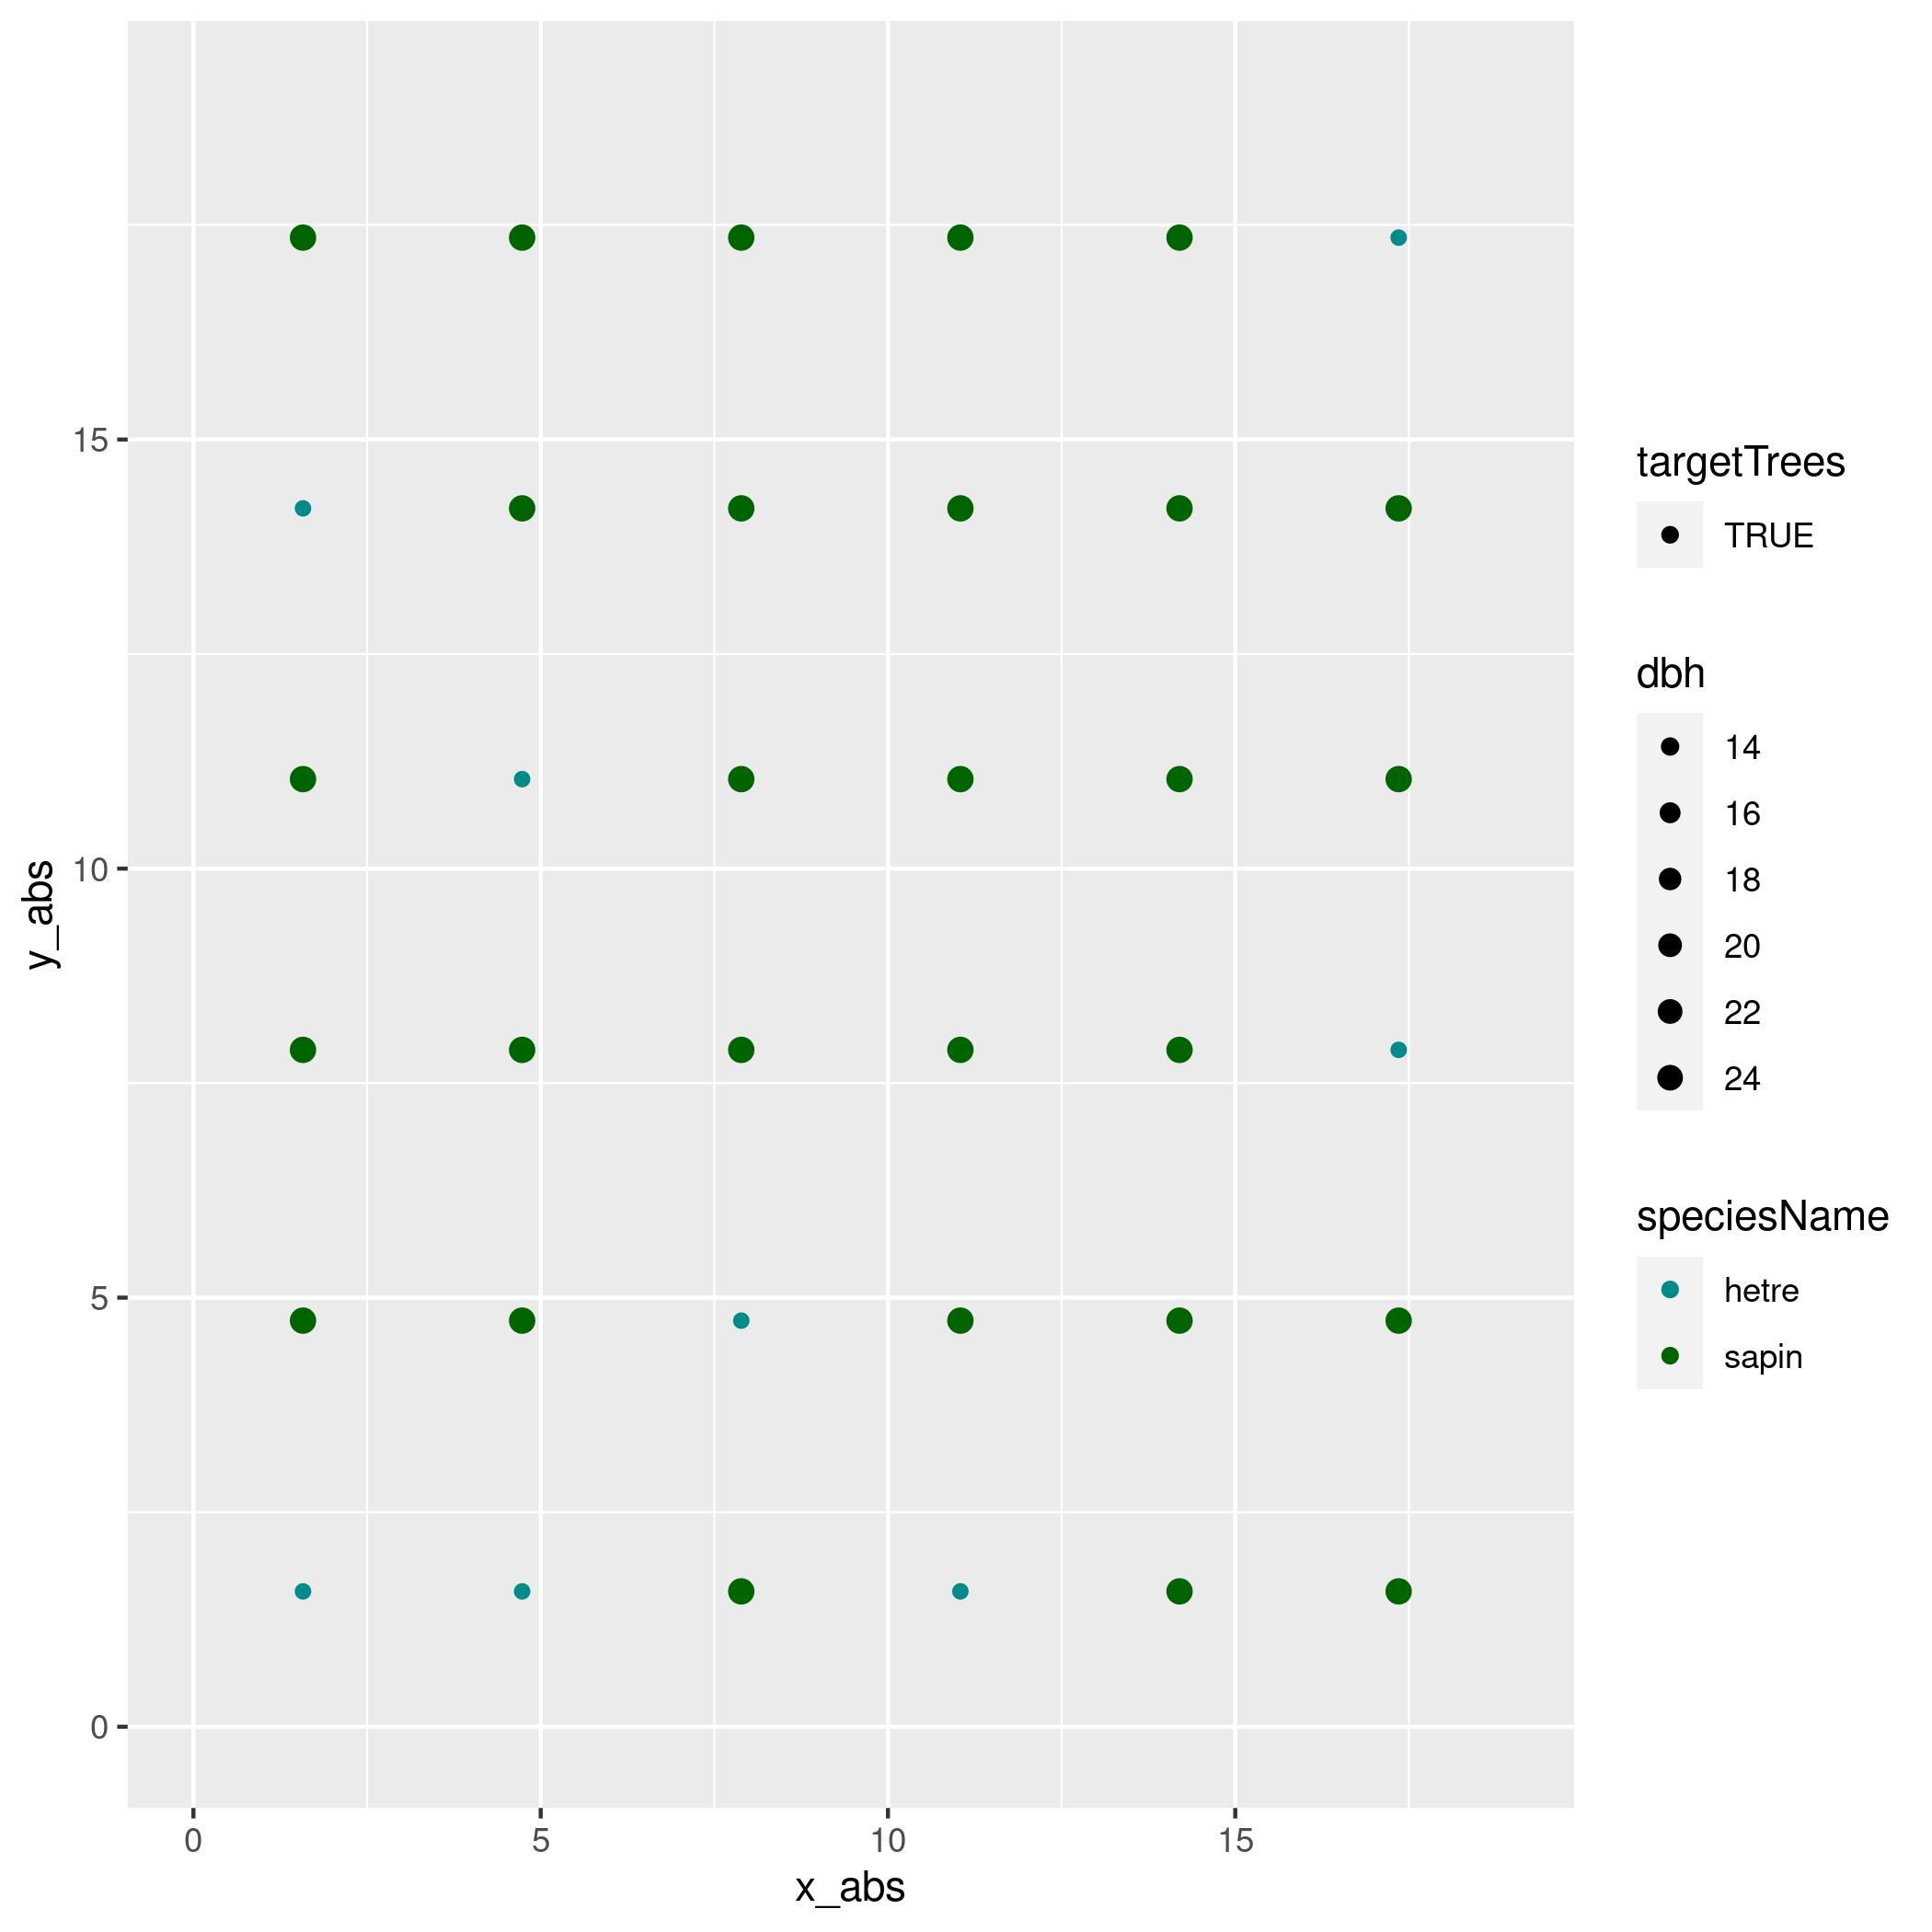 15
10
5
0
y_abs
0 5 10 15
x_abs
targetTrees
TRUE
dbh
14
16
18
20
22
24
speciesName
hetre
sapin